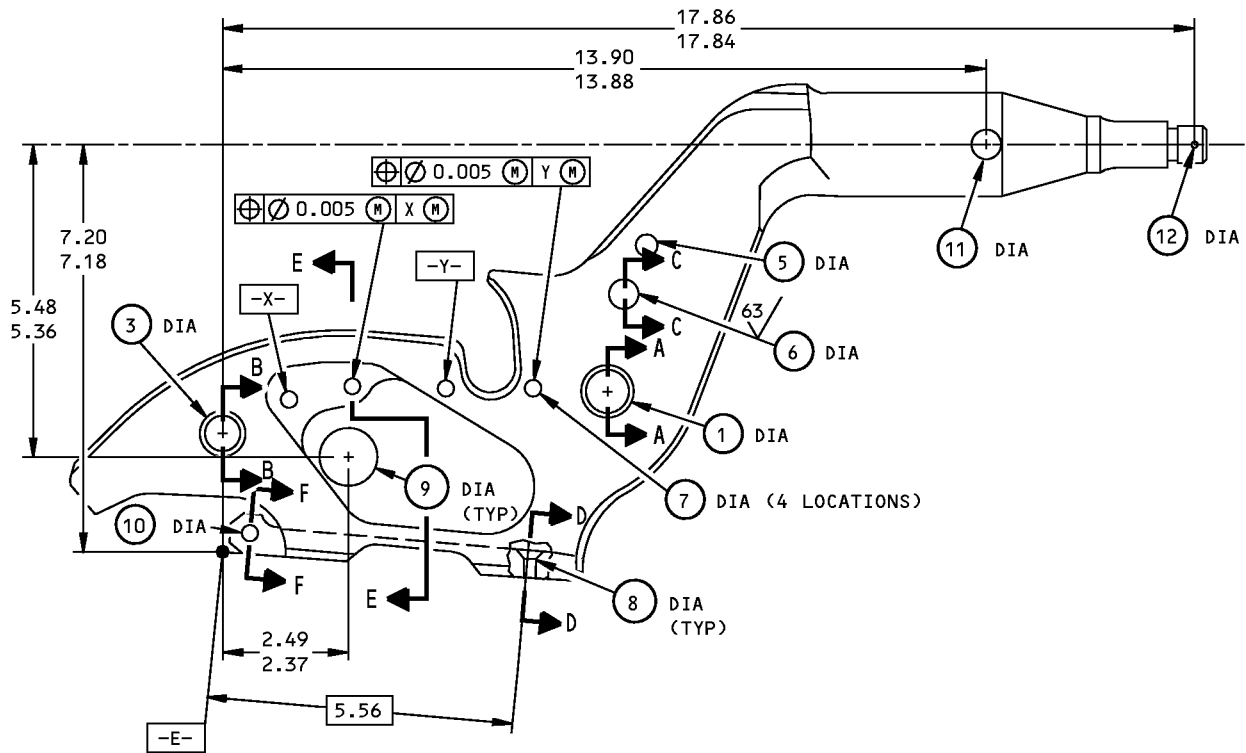 17.86
17.84
13.90
13.88
⌖ ⌀ 0.005 Ⓜ Y Ⓜ
⌖ ⌀ 0.005 Ⓜ X Ⓜ
7.20
7.18
5.48
5.36
11 DIA
12 DIA
5 DIA
E
C
-Y-
-X-
63
3 DIA
C
6 DIA
A
B
A
1 DIA
B
F
9 DIA
(TYP)
7 DIA (4 LOCATIONS)
10 DIA
D
F
E
8 DIA
(TYP)
D
2.49
2.37
5.56
-E-